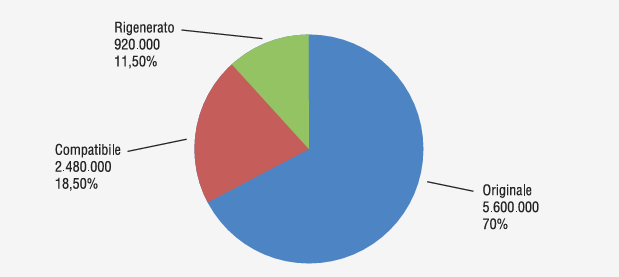 Rigenerato
920.000
11,50%
Compatibile
2.480.000
18,50%
Originale
5.600.000
70%